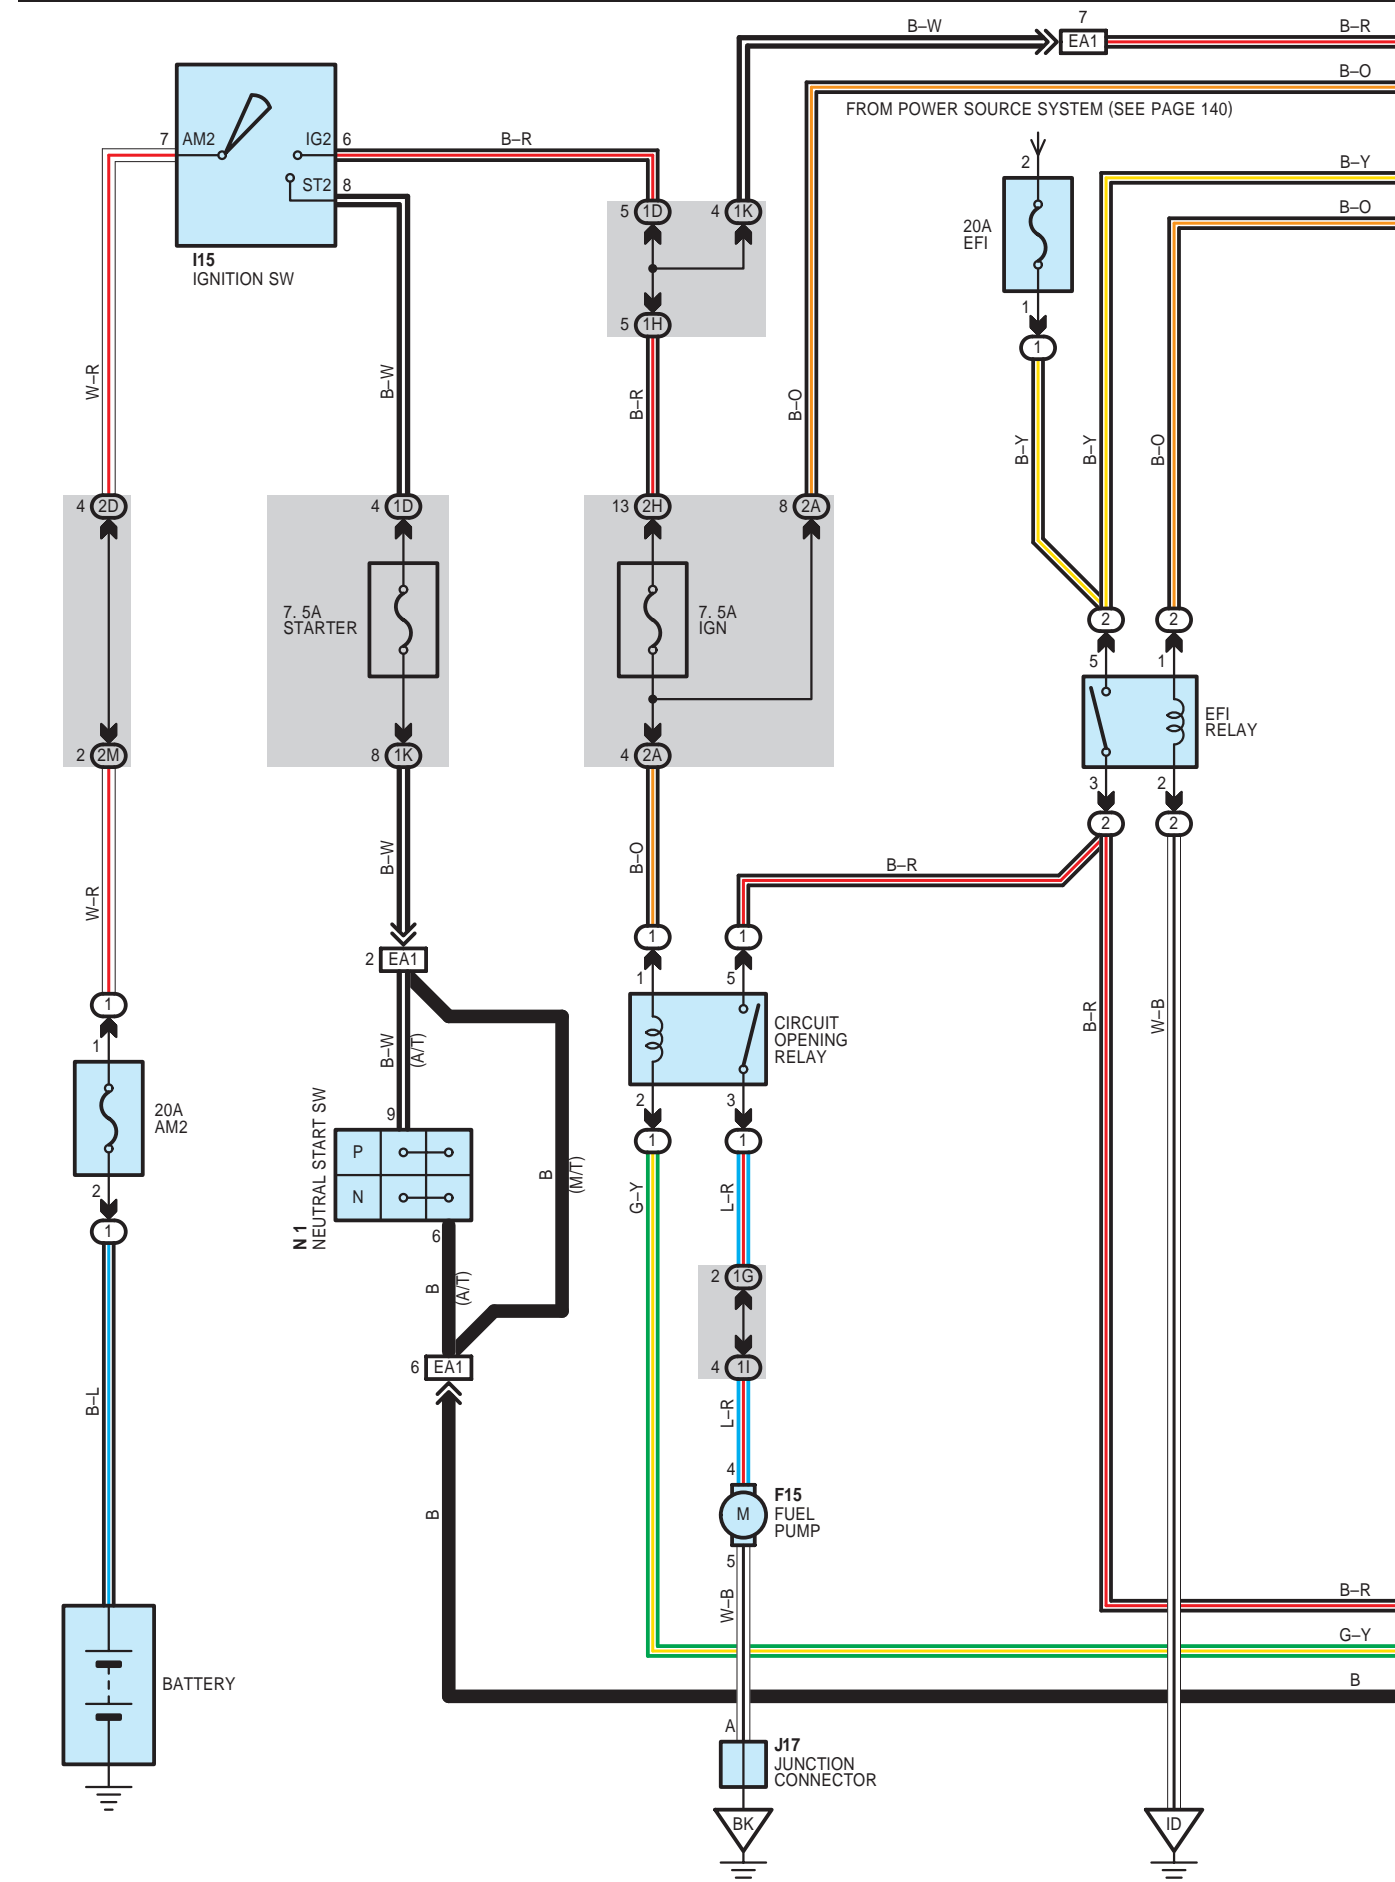 B–W
7
EA1
B–R
B–O
FROM POWER SOURCE SYSTEM (SEE PAGE 140)
7
AM2
IG2
6
B–R
ST2
8
I15
IGNITION SW
5
1D
4
1K
5
1H
2
20A
EFI
1
1
B–Y
B–O
W–R
B–W
B–R
B–O
B–Y
B–Y
B–O
4
2D
4
1D
13
2H
8
2A
7. 5A
STARTER
7. 5A
IGN
2
2
5
1
EFI
RELAY
3
2
2
2
2
2M
8
1K
4
2A
W–R
B–W
B–O
B–R
2
EA1
1
1
1
5
CIRCUIT
OPENING
RELAY
2
3
1
1
B–R
W–B
1
1
20A
AM2
2
1
B–W
(A/T)
9
P
N
N 1
NEUTRAL START SW
6
B
(M/T)
B
(A/T)
6
EA1
G–Y
L–R
2
1G
4
1I
L–R
4
M
F15
FUEL
PUMP
5
B–L
B
W–B
B–R
G–Y
B
BATTERY
A
J17
JUNCTION
CONNECTOR
BK
ID